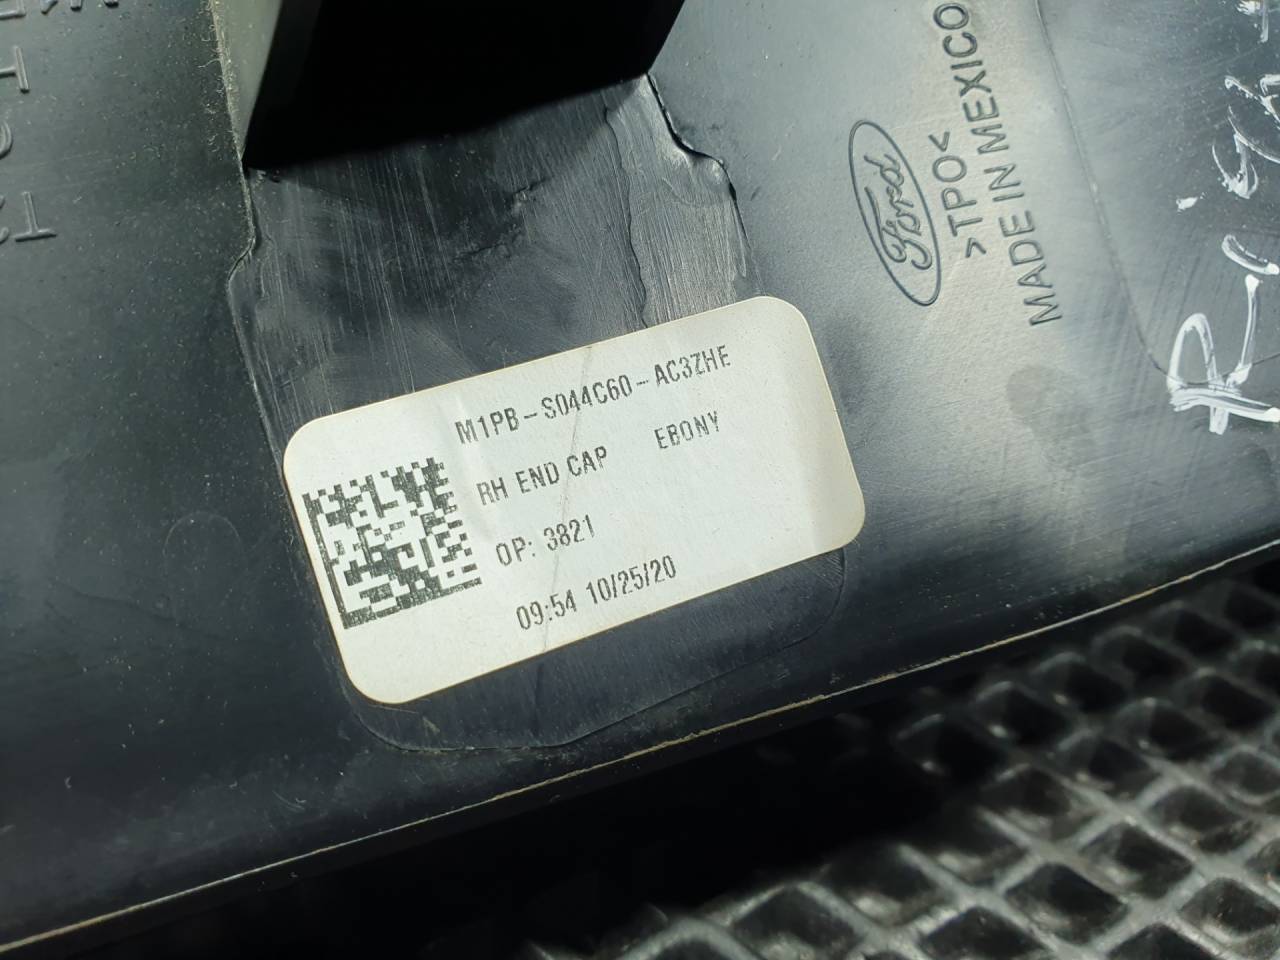 M1PB-S044C60-AC3ZHE
RH END CAP EBONY
OP: 3821
09:54 10/25/20
Ford
>TPO<
MADE IN MEXICO
Right